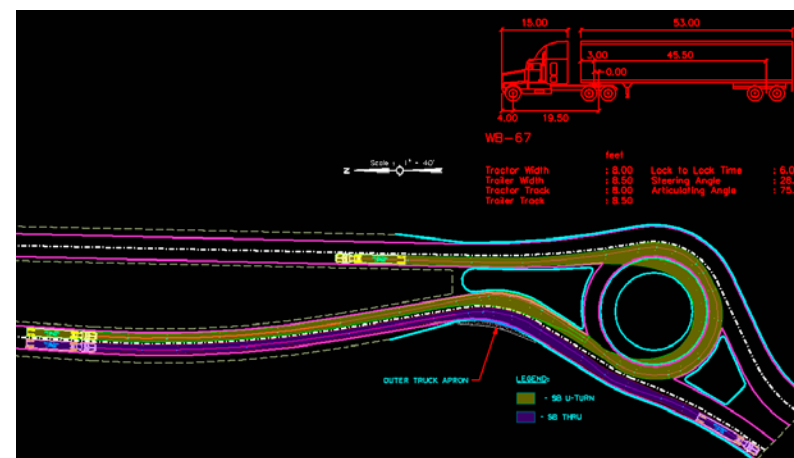 15.00
53.00
3.00
45.50
0.00
4.00
19.50
WB-67
feet
Tractor Width : 8.00
Trailer Width : 8.50
Tractor Track : 8.00
Trailer Track : 8.50
Lock to Lock Time : 6.0
Steering Angle : 28.
Articulating Angle : 75.
Scale : 1" = 40'
Z
OUTER TRUCK APRON
LEGEND:
- SB U-TURN
- SB THRU